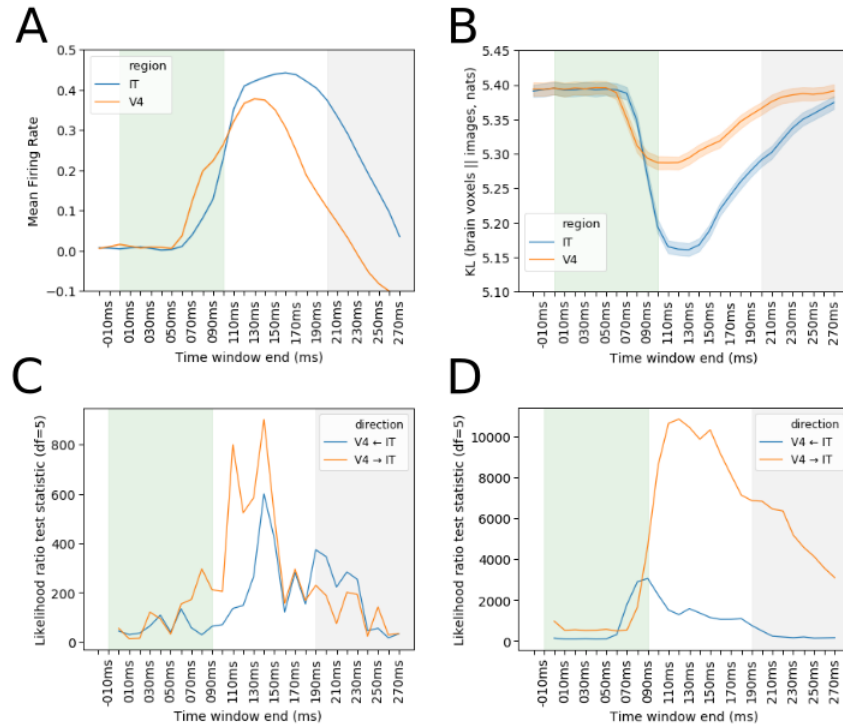 A
Mean Firing Rate
0.5
0.4
0.3
0.2
0.1
0.0
−0.1
region
IT
V4
-010ms
010ms
030ms
050ms
070ms
090ms
110ms
130ms
150ms
170ms
190ms
210ms
230ms
250ms
270ms
Time window end (ms)
B
KL (brain voxels || images, nats)
5.45
5.40
5.35
5.30
5.25
5.20
5.15
5.10
region
IT
V4
-010ms
010ms
030ms
050ms
070ms
090ms
110ms
130ms
150ms
170ms
190ms
210ms
230ms
250ms
270ms
Time window end (ms)
C
Likelihood ratio test statistic (df=5)
800
600
400
200
0
direction
V4 ← IT
V4 → IT
-010ms
010ms
030ms
050ms
070ms
090ms
110ms
130ms
150ms
170ms
190ms
210ms
230ms
250ms
270ms
Time window end (ms)
D
Likelihood ratio test statistic (df=5)
10000
8000
6000
4000
2000
0
direction
V4 ← IT
V4 → IT
-010ms
010ms
030ms
050ms
070ms
090ms
110ms
130ms
150ms
170ms
190ms
210ms
230ms
250ms
270ms
Time window end (ms)